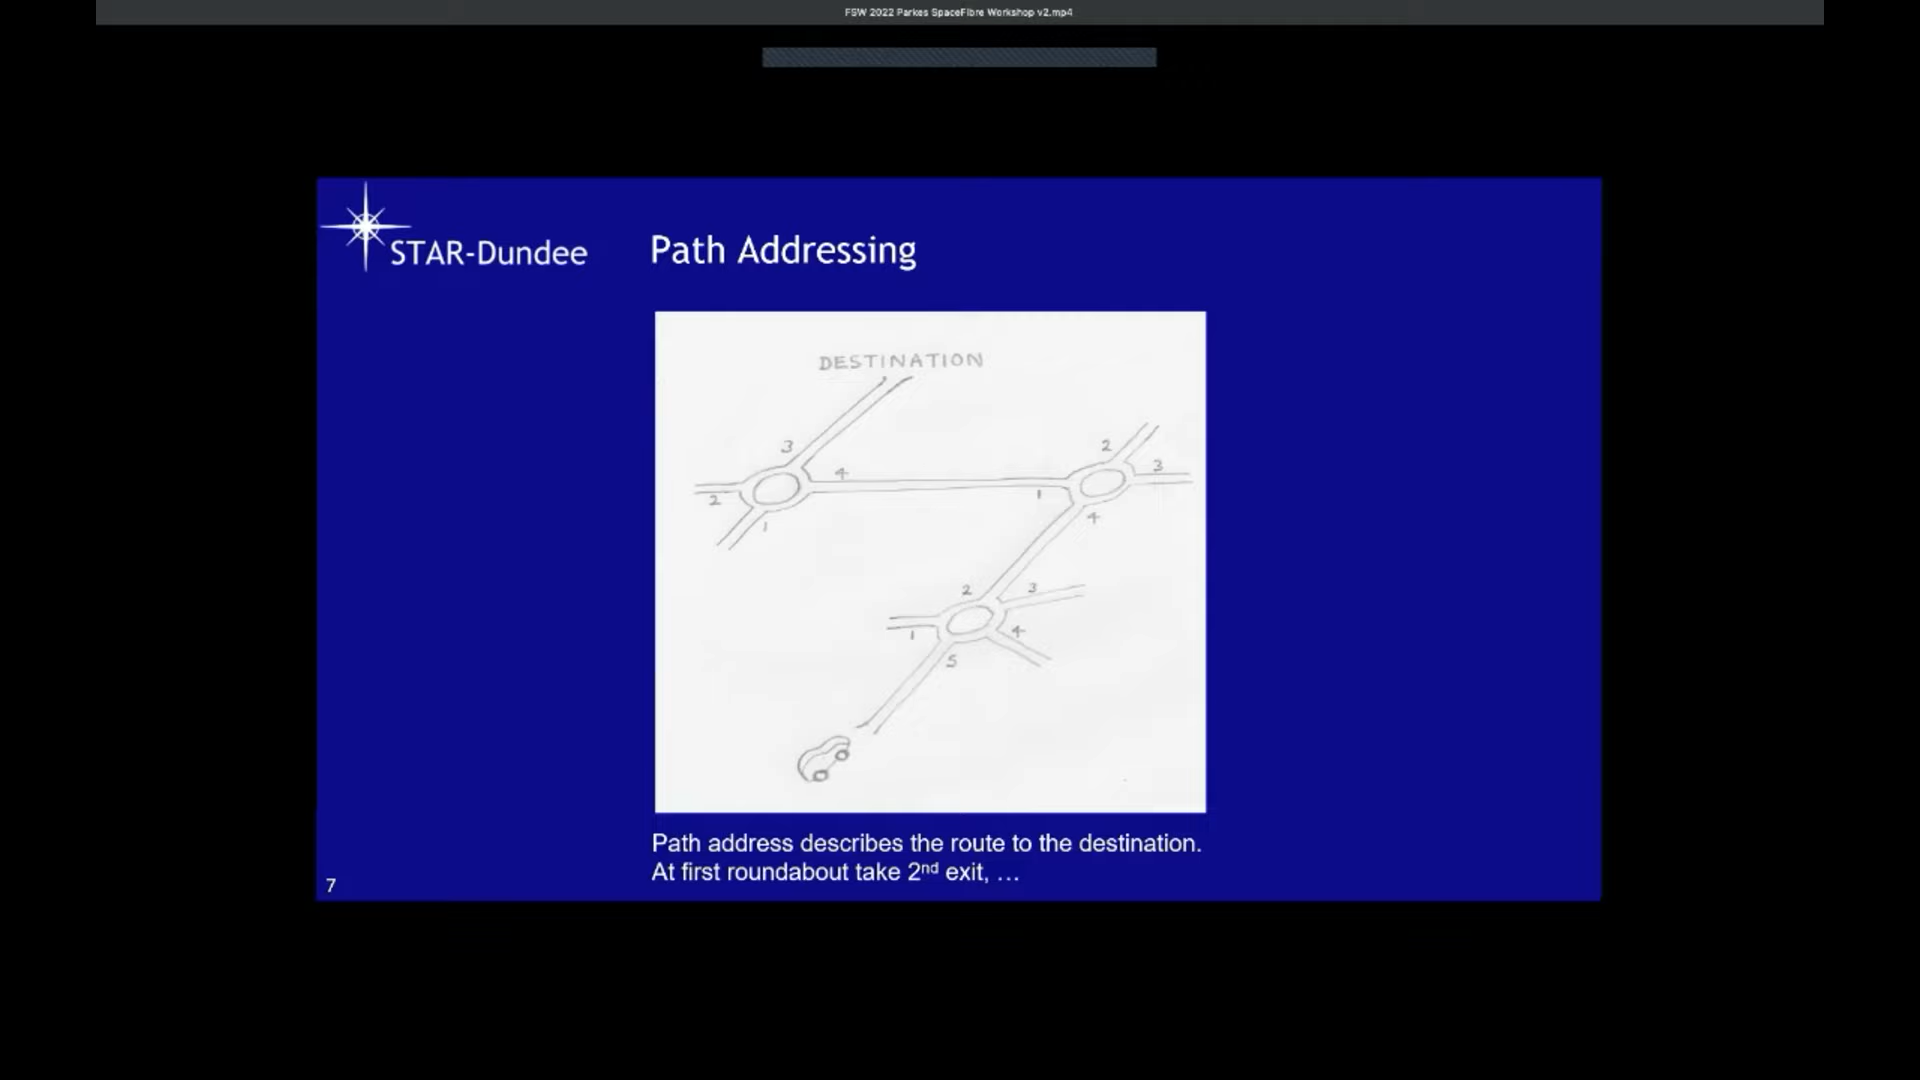 FSW 2022 Parkes SpaceFibre Workshop v2.mp4
STAR-Dundee
Path Addressing
DESTINATION
3
4
2
1
2
3
1
4
2
3
1
4
5
Path address describes the route to the destination.
At first roundabout take 2nd exit, …
7